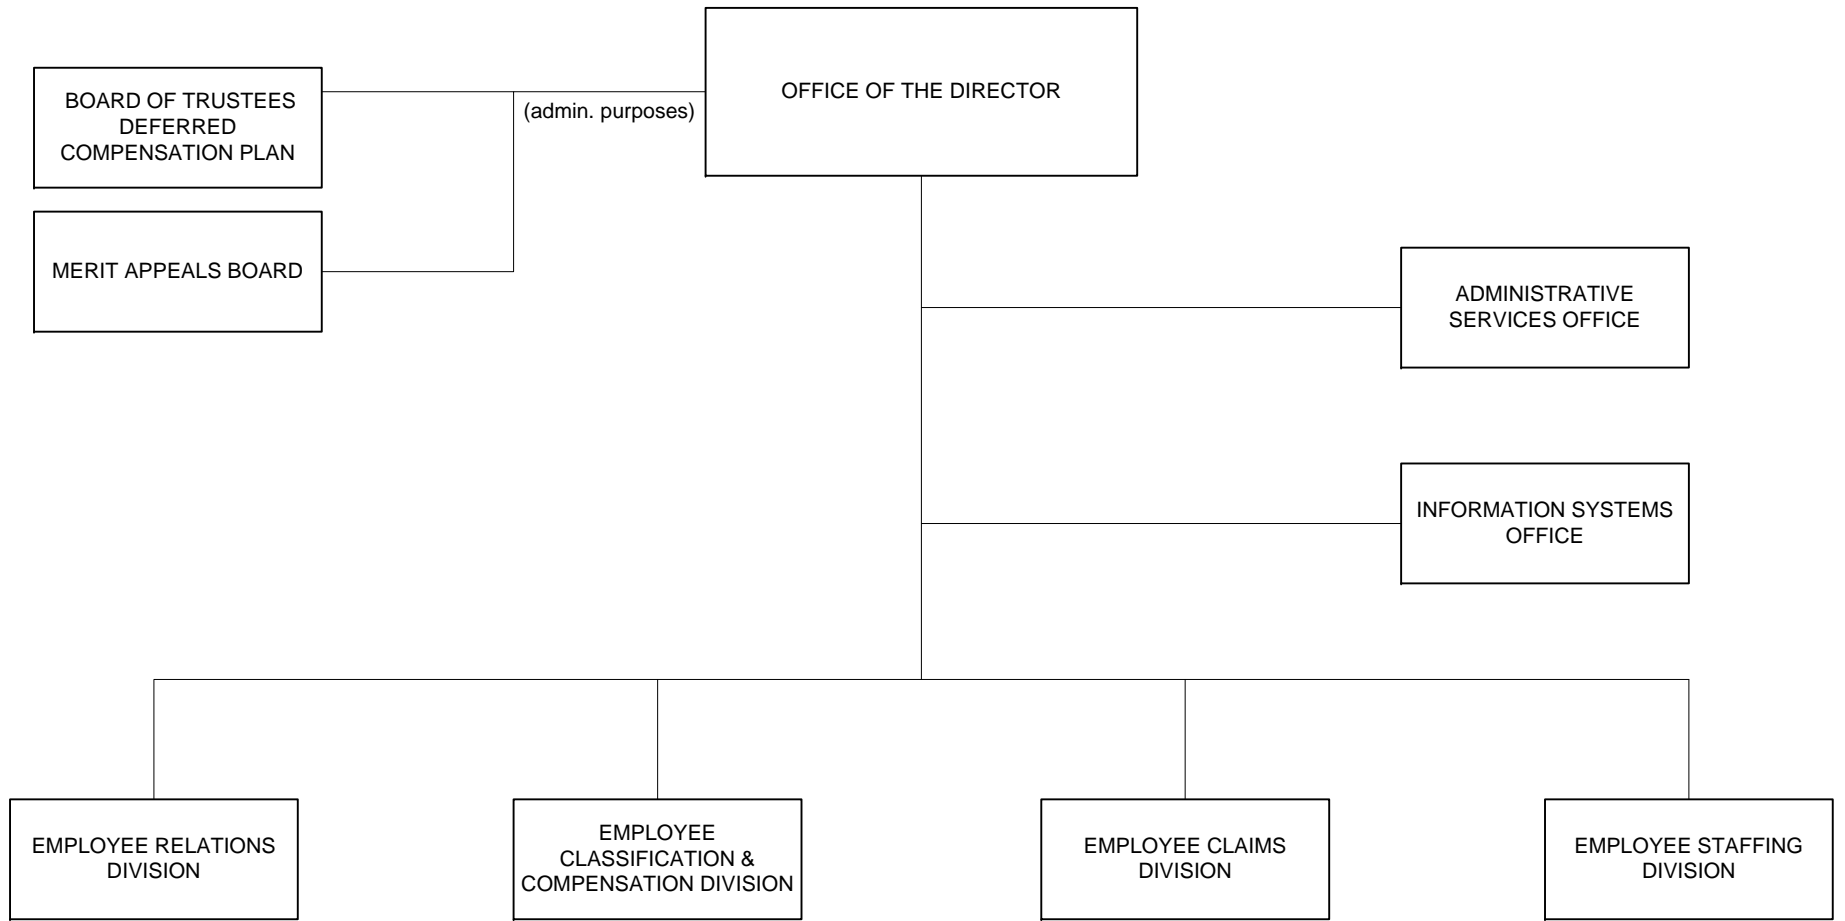 OFFICE OF THE DIRECTOR
BOARD OF TRUSTEES
DEFERRED
COMPENSATION PLAN
(admin. purposes)
MERIT APPEALS BOARD
ADMINISTRATIVE
SERVICES OFFICE
INFORMATION SYSTEMS
OFFICE
EMPLOYEE RELATIONS
DIVISION
EMPLOYEE
CLASSIFICATION &
COMPENSATION DIVISION
EMPLOYEE CLAIMS
DIVISION
EMPLOYEE STAFFING
DIVISION